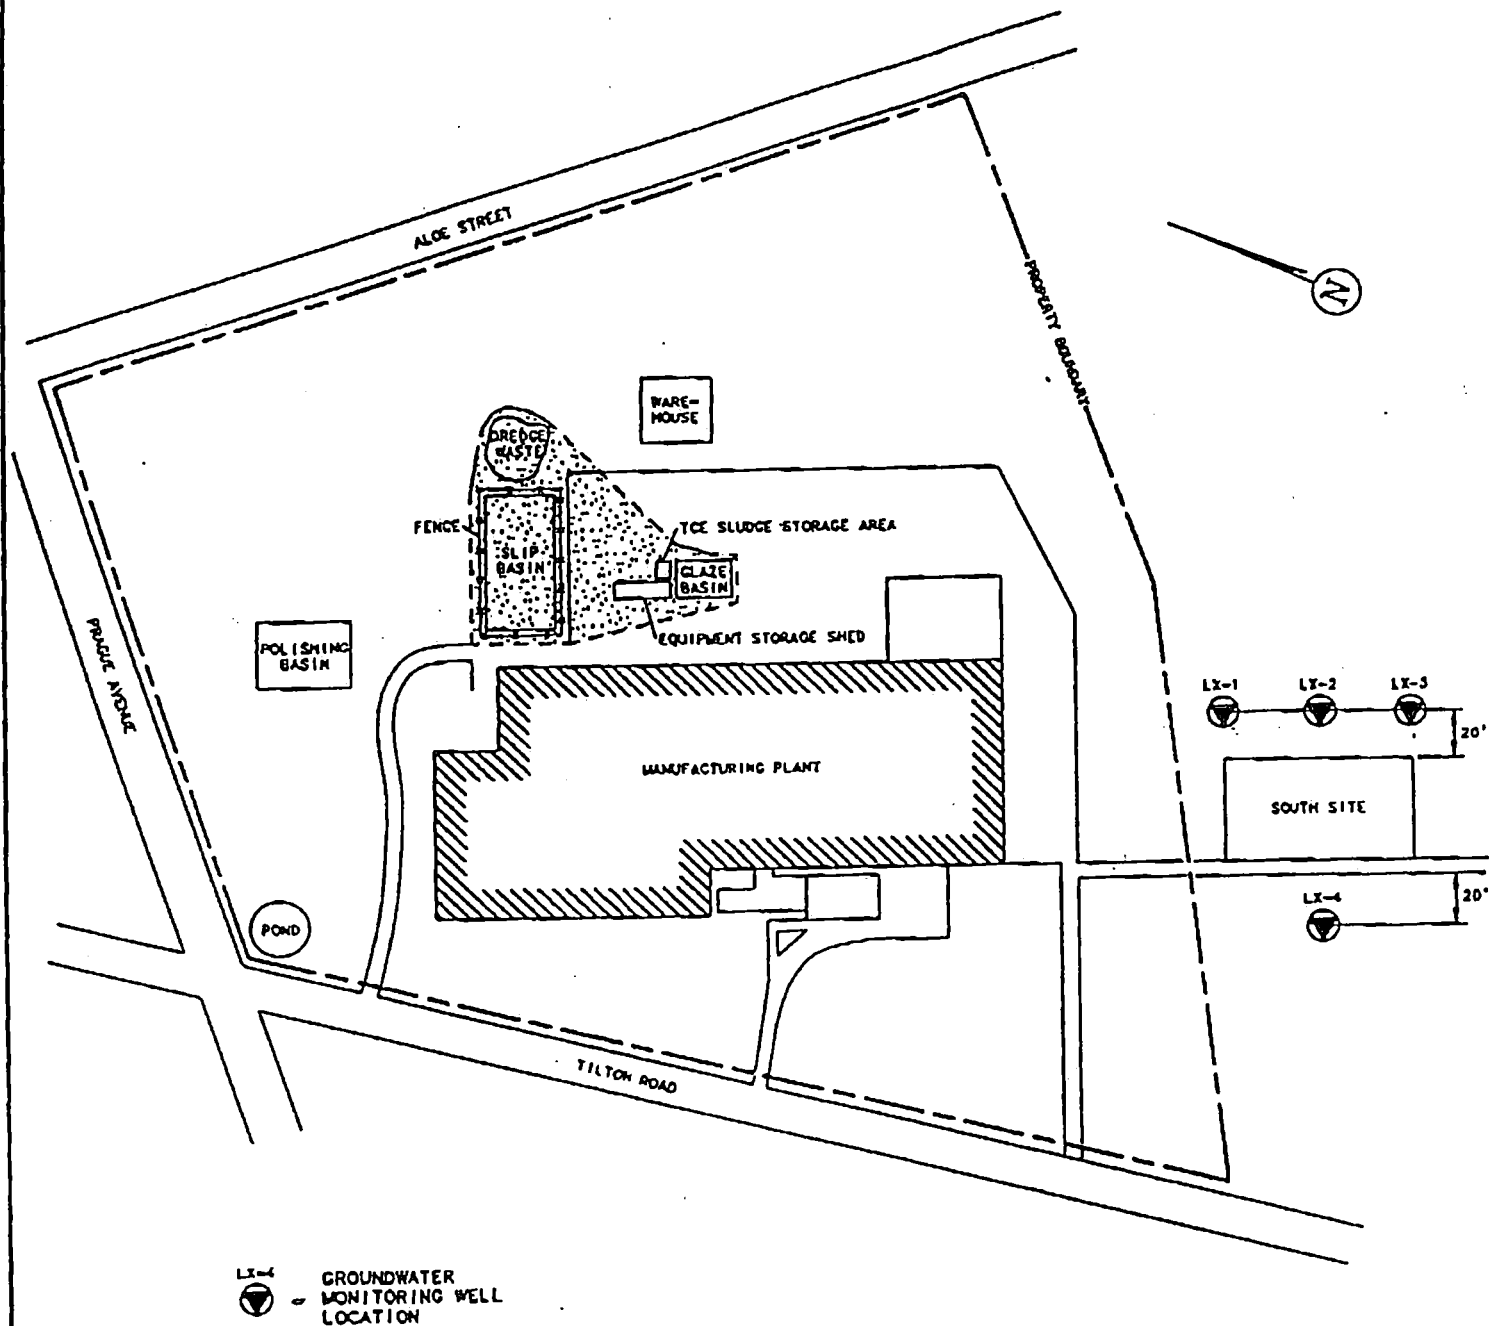 ALOE STREET
PROPERTY BOUNDARY
N
WARE-
HOUSE
DREDGE
WASTE
FENCE
TCE SLUDGE STORAGE AREA
SLIP
BASIN
GLAZE
BASIN
EQUIPMENT STORAGE SHED
PRAGUE AVENUE
POLISHING
BASIN
LX-1
LX-2
LX-3
20'
MANUFACTURING PLANT
SOUTH SITE
LX-4
20'
POND
TILTON ROAD
LX-4
GROUNDWATER
- MONITORING WELL
LOCATION